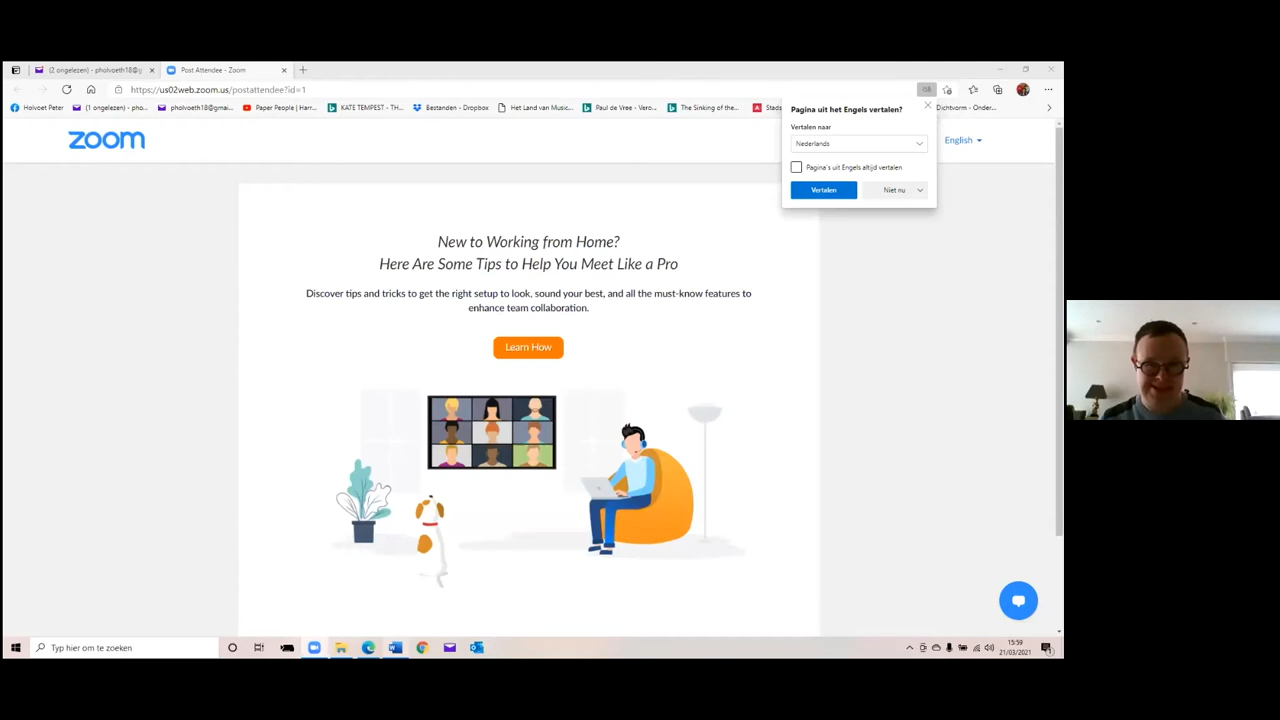 (2 ongelezen) - pholvoeth18@g
Post Attendee - Zoom
https://us02web.zoom.us/postattendee?id=1
Holvoet Peter
(1 ongelezen) - pho...
pholvoeth18@gmai...
Paper People | Harr...
KATE TEMPEST - TH...
Bestanden - Dropbox
Het Land van Music...
Paul de Vree - Vero...
The Sinking of the...
Stads
Dichtvorm - Onder...
Pagina uit het Engels vertalen?
Vertalen naar
Nederlands
Pagina's uit Engels altijd vertalen
Vertalen
Niet nu
zoom
English
New to Working from Home?
Here Are Some Tips to Help You Meet Like a Pro
Discover tips and tricks to get the right setup to look, sound your best, and all the must-know features to
enhance team collaboration.
Learn How
Typ hier om te zoeken
15:59
21/03/2021